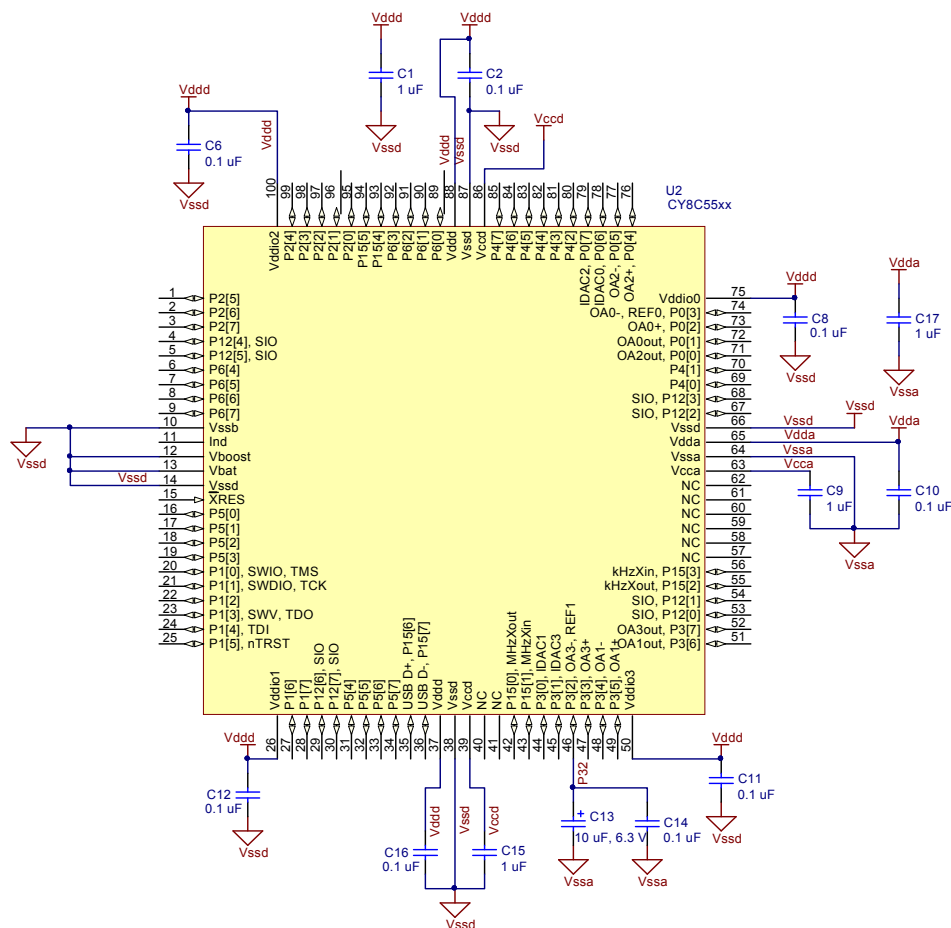 Vddd
Vddd
C1
1 uF
Vssd
C2
0.1 uF
Vssd
Vddd
C6
0.1 uF
Vssd
Vddd
Vddd
Vssd
Vccd
U2
CY8C55xx
100
99
98
97
96
95
94
93
92
91
90
89
88
87
86
85
84
83
82
81
80
79
78
77
76
Vddio2
P2[4]
P2[3]
P2[2]
P2[1]
P2[0]
P15[5]
P15[4]
P6[3]
P6[2]
P6[1]
P6[0]
Vddd
Vssd
Vccd
P4[7]
P4[6]
P4[5]
P4[4]
P4[3]
P4[2]
IDAC2, P0[7]
IDAC0, P0[6]
OA2-, P0[5]
OA2+, P0[4]
1 P2[5]
2 P2[6]
3 P2[7]
4 P12[4], SIO
5 P12[5], SIO
6 P6[4]
7 P6[5]
8 P6[6]
9 P6[7]
10 Vssb
11 Ind
12 Vboost
13 Vbat
Vssd 14 Vssd
15 XRES
16 P5[0]
17 P5[1]
18 P5[2]
19 P5[3]
20 P1[0], SWIO, TMS
21 P1[1], SWDIO, TCK
22 P1[2]
23 P1[3], SWV, TDO
24 P1[4], TDI
25 P1[5], nTRST
Vssd
Vddio0 75
OA0-, REF0, P0[3] 74
OA0+, P0[2] 73
OA0out, P0[1] 72
OA2out, P0[0] 71
P4[1] 70
P4[0] 69
SIO, P12[3] 68
SIO, P12[2] 67
Vssd 66 Vssd
Vdda 65 Vdda
Vssa 64 Vssa
Vcca 63 Vcca
NC 62
NC 61
NC 60
NC 59
NC 58
NC 57
kHzXin, P15[3] 56
kHzXout, P15[2] 55
SIO, P12[1] 54
SIO, P12[0] 53
OA3out, P3[7] 52
OA1out, P3[6] 51
Vddd
C8
0.1 uF
Vssd
Vdda
C17
1 uF
Vssa
Vssd
Vdda
C9
1 uF
C10
0.1 uF
Vssa
Vddio1
P1[6]
P1[7]
P12[6], SIO
P12[7], SIO
P5[4]
P5[5]
P5[6]
P5[7]
USB D+, P15[6]
USB D-, P15[7]
Vddd
Vssd
Vccd
NC
NC
P15[0], MHzXout
P15[1], MHzXin
P3[0], IDAC1
P3[1], IDAC3
P3[2], OA3-, REF1
P3[3], OA3+
P3[4], OA1-
P3[5], OA1+
Vddio3
26
27
28
29
30
31
32
33
34
35
36
37
38
39
40
41
42
43
44
45
46
47
48
49
50
Vddd
C12
0.1 uF
Vssd
Vddd
Vssd
Vccd
C16
0.1 uF
C15
1 uF
Vssd
P32
+
C13
10 uF, 6.3 V
Vssa
C14
0.1 uF
Vssa
Vddd
C11
0.1 uF
Vssd